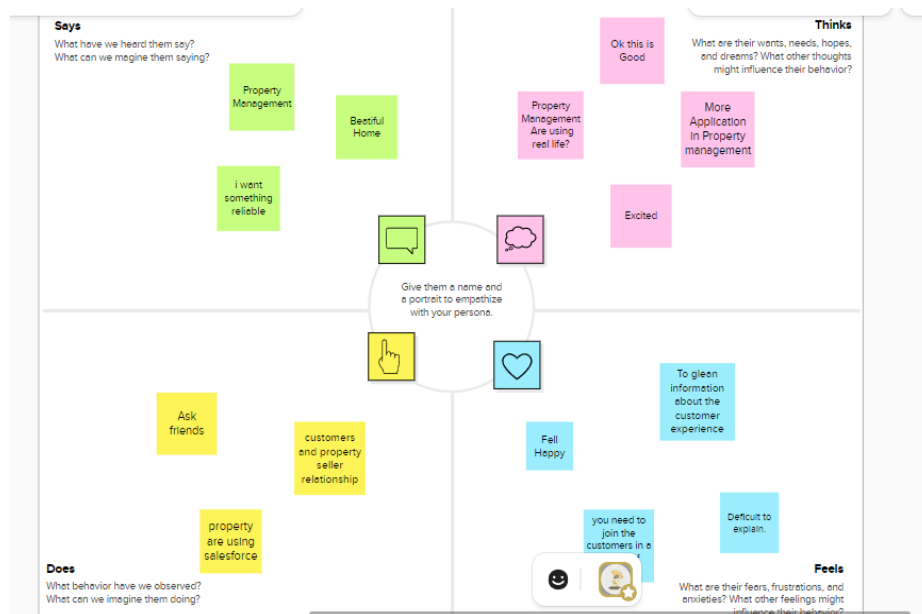 Says
What have we heard them say?
What can we magine them saying?
Property
Management
Beatiful
Home
i want
something
reliable
Thinks
What are their wants, needs, hopes,
and dreams? What other thoughts
might influence their behavior?
Ok this is
Good
Property
Management
Are using
real life?
More
Application
in Property
management
Excited
Give them a name and
a portrait to empathize
with your persona.
Ask
friends
customers
and property
seller
relationship
property
are using
salesforce
Does
What behavior have we observed?
What can we imagine them doing?
To glean
information
about the
customer
experience
Fell
Happy
you need to
join the
customers in a
Deficult to
explain.
Feels
What are their fears, frustrations, and
anxieties? What other feelings might
influence their behavior?